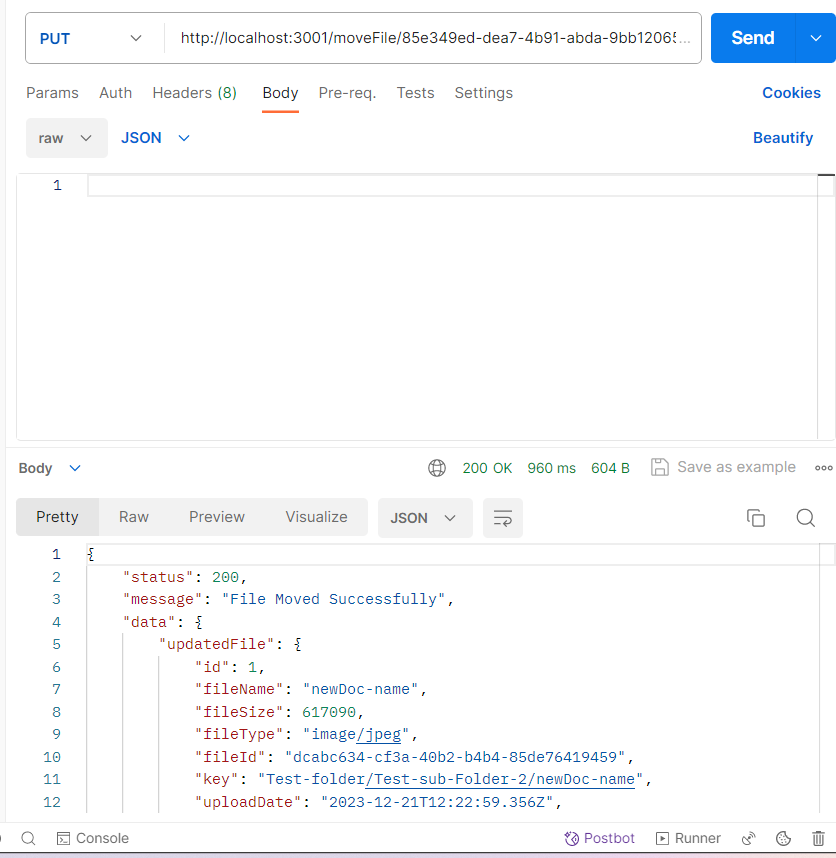 PUT http://localhost:3001/moveFile/85e349ed-dea7-4b91-abda-9bb12065... Send
Params Auth Headers (8) Body Pre-req. Tests Settings Cookies
raw JSON Beautify
1
Body 200 OK 960 ms 604 B Save as example
Pretty Raw Preview Visualize JSON
1 {
2 "status": 200,
3 "message": "File Moved Successfully",
4 "data": {
5 "updatedFile": {
6 "id": 1,
7 "fileName": "newDoc-name",
8 "fileSize": 617090,
9 "fileType": "image/jpeg",
10 "fileId": "dcabc634-cf3a-40b2-b4b4-85de76419459",
11 "key": "Test-folder/Test-sub-Folder-2/newDoc-name",
12 "uploadDate": "2023-12-21T12:22:59.356Z",
Console Postbot Runner